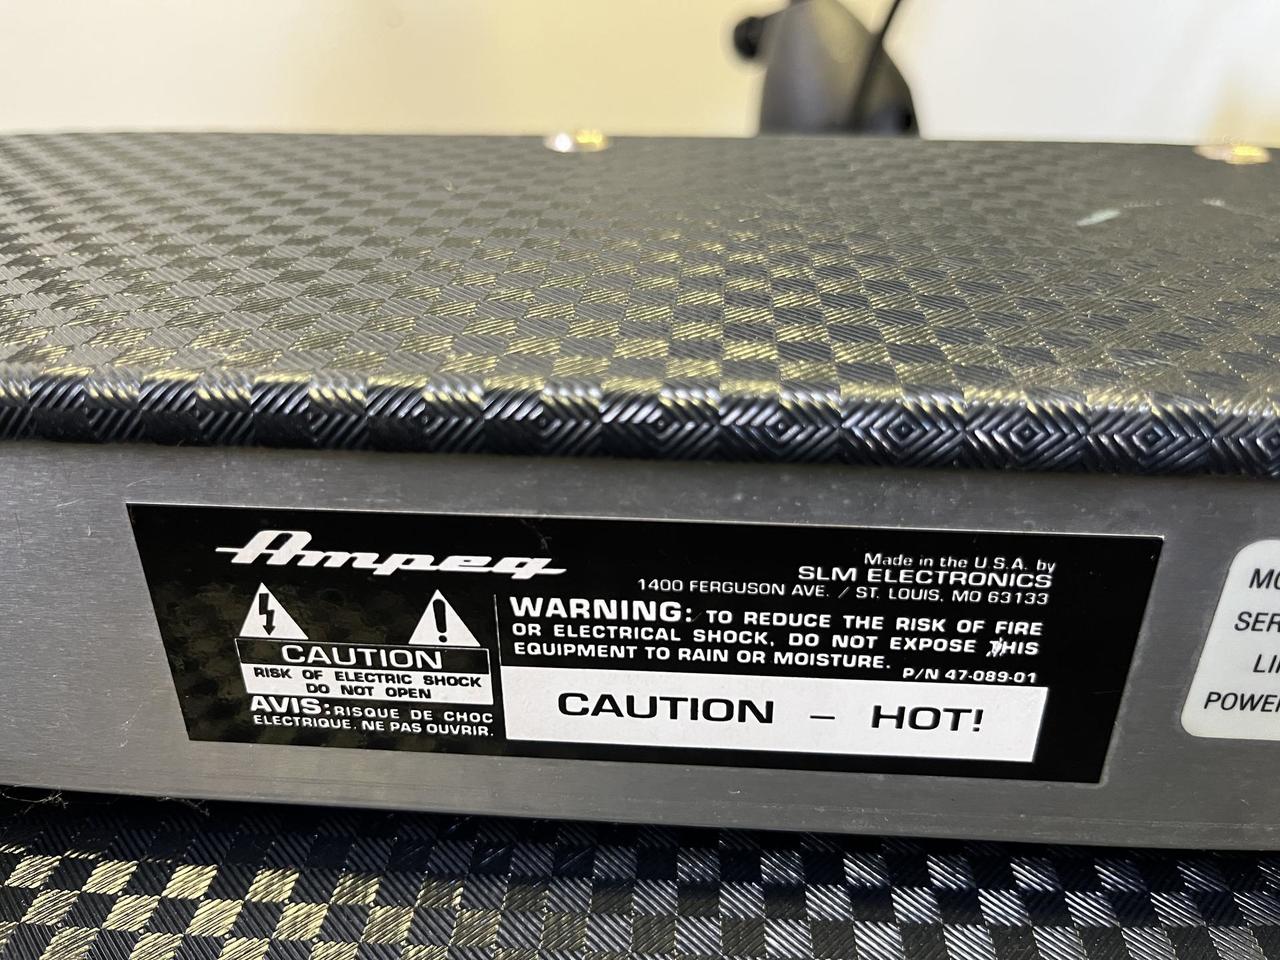 Ampeg
Made in the U.S.A. by
SLM ELECTRONICS
1400 FERGUSON AVE. / ST. LOUIS, MO 63133
CAUTION
RISK OF ELECTRIC SHOCK
DO NOT OPEN
AVIS: RISQUE DE CHOC
ELECTRIQUE. NE PAS OUVRIR.
WARNING: TO REDUCE THE RISK OF FIRE
OR ELECTRICAL SHOCK, DO NOT EXPOSE THIS
EQUIPMENT TO RAIN OR MOISTURE.
P/N 47-089-01
CAUTION – HOT!
POWER